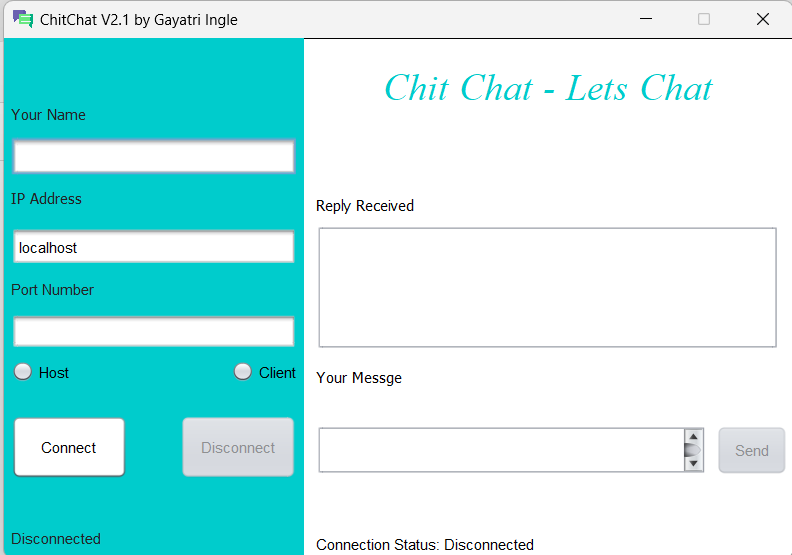 ChitChat V2.1 by Gayatri Ingle
Your Name
IP Address
localhost
Port Number
Host
Client
Connect
Disconnect
Disconnected
Chit Chat - Lets Chat
Reply Received
Your Messge
Send
Connection Status: Disconnected